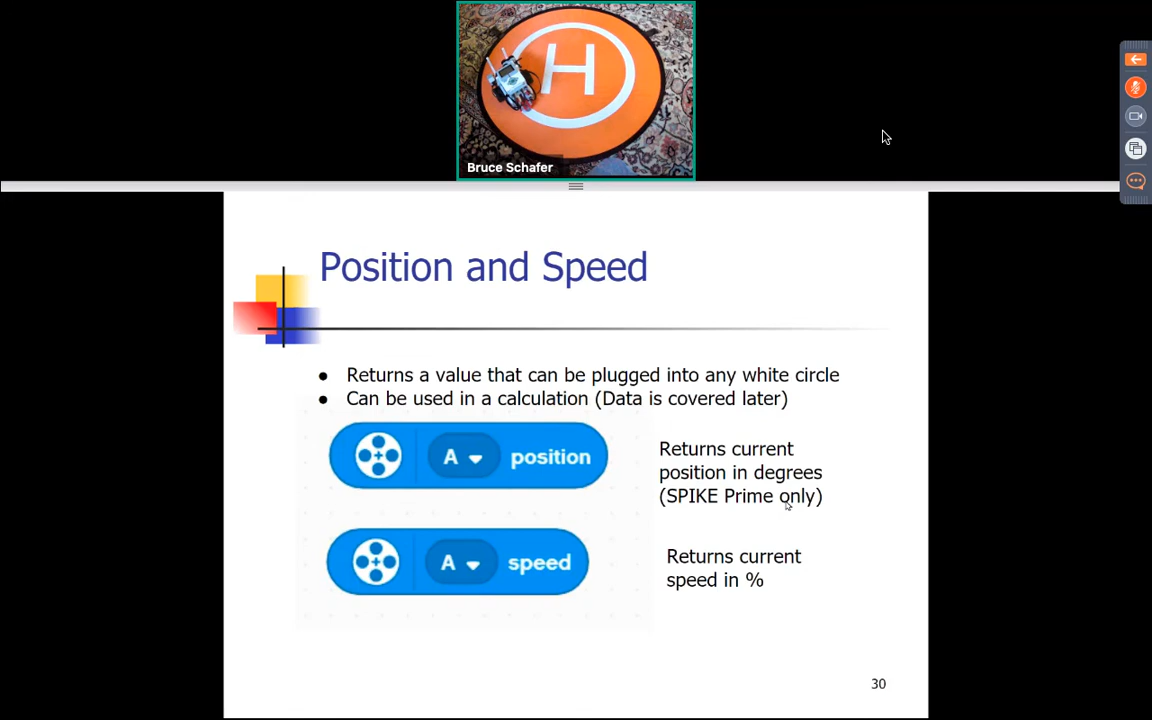 H
Bruce Schafer
Position and Speed
● Returns a value that can be plugged into any white circle
● Can be used in a calculation (Data is covered later)
A position
Returns current
position in degrees
(SPIKE Prime only)
A speed
Returns current
speed in %
30